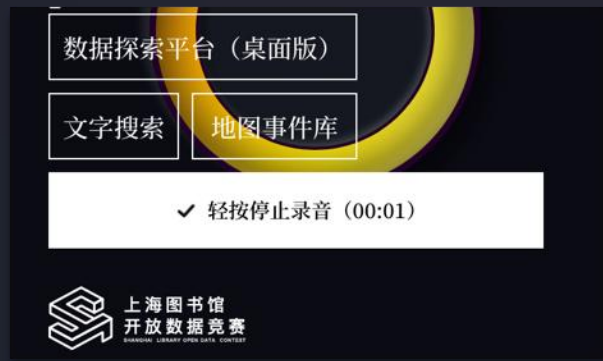 数据探索平台（桌面版）
文字搜索
地图事件库
轻按停止录音（00:01）
上海图书馆
开放数据竞赛
SHANGHAI LIBRARY OPEN DATA CONTEST